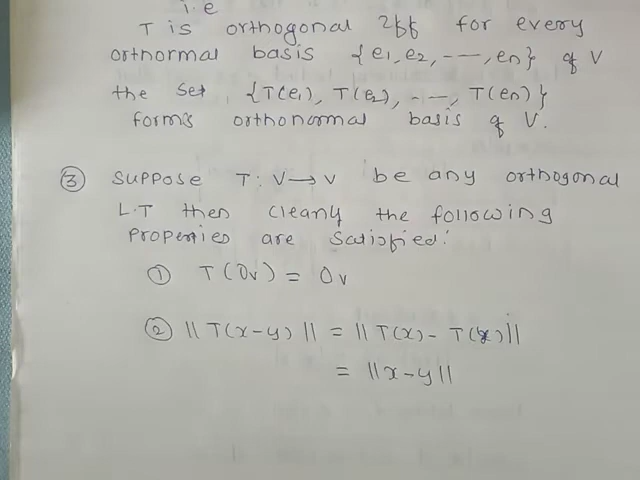 i.e
T is orthogonal iff for every
ortnormal basis {e1, e2, ---, en} of V
the set {T(e1), T(e2), ---, T(en)}
forms orthonormal basis of V.
③ Suppose T: V→V be any orthogonal
L.T then clearly the following
properties are satisfied:
① T(0v) = 0v
② ||T(x-y)|| = ||T(x) - T(y)||
= ||x-y||